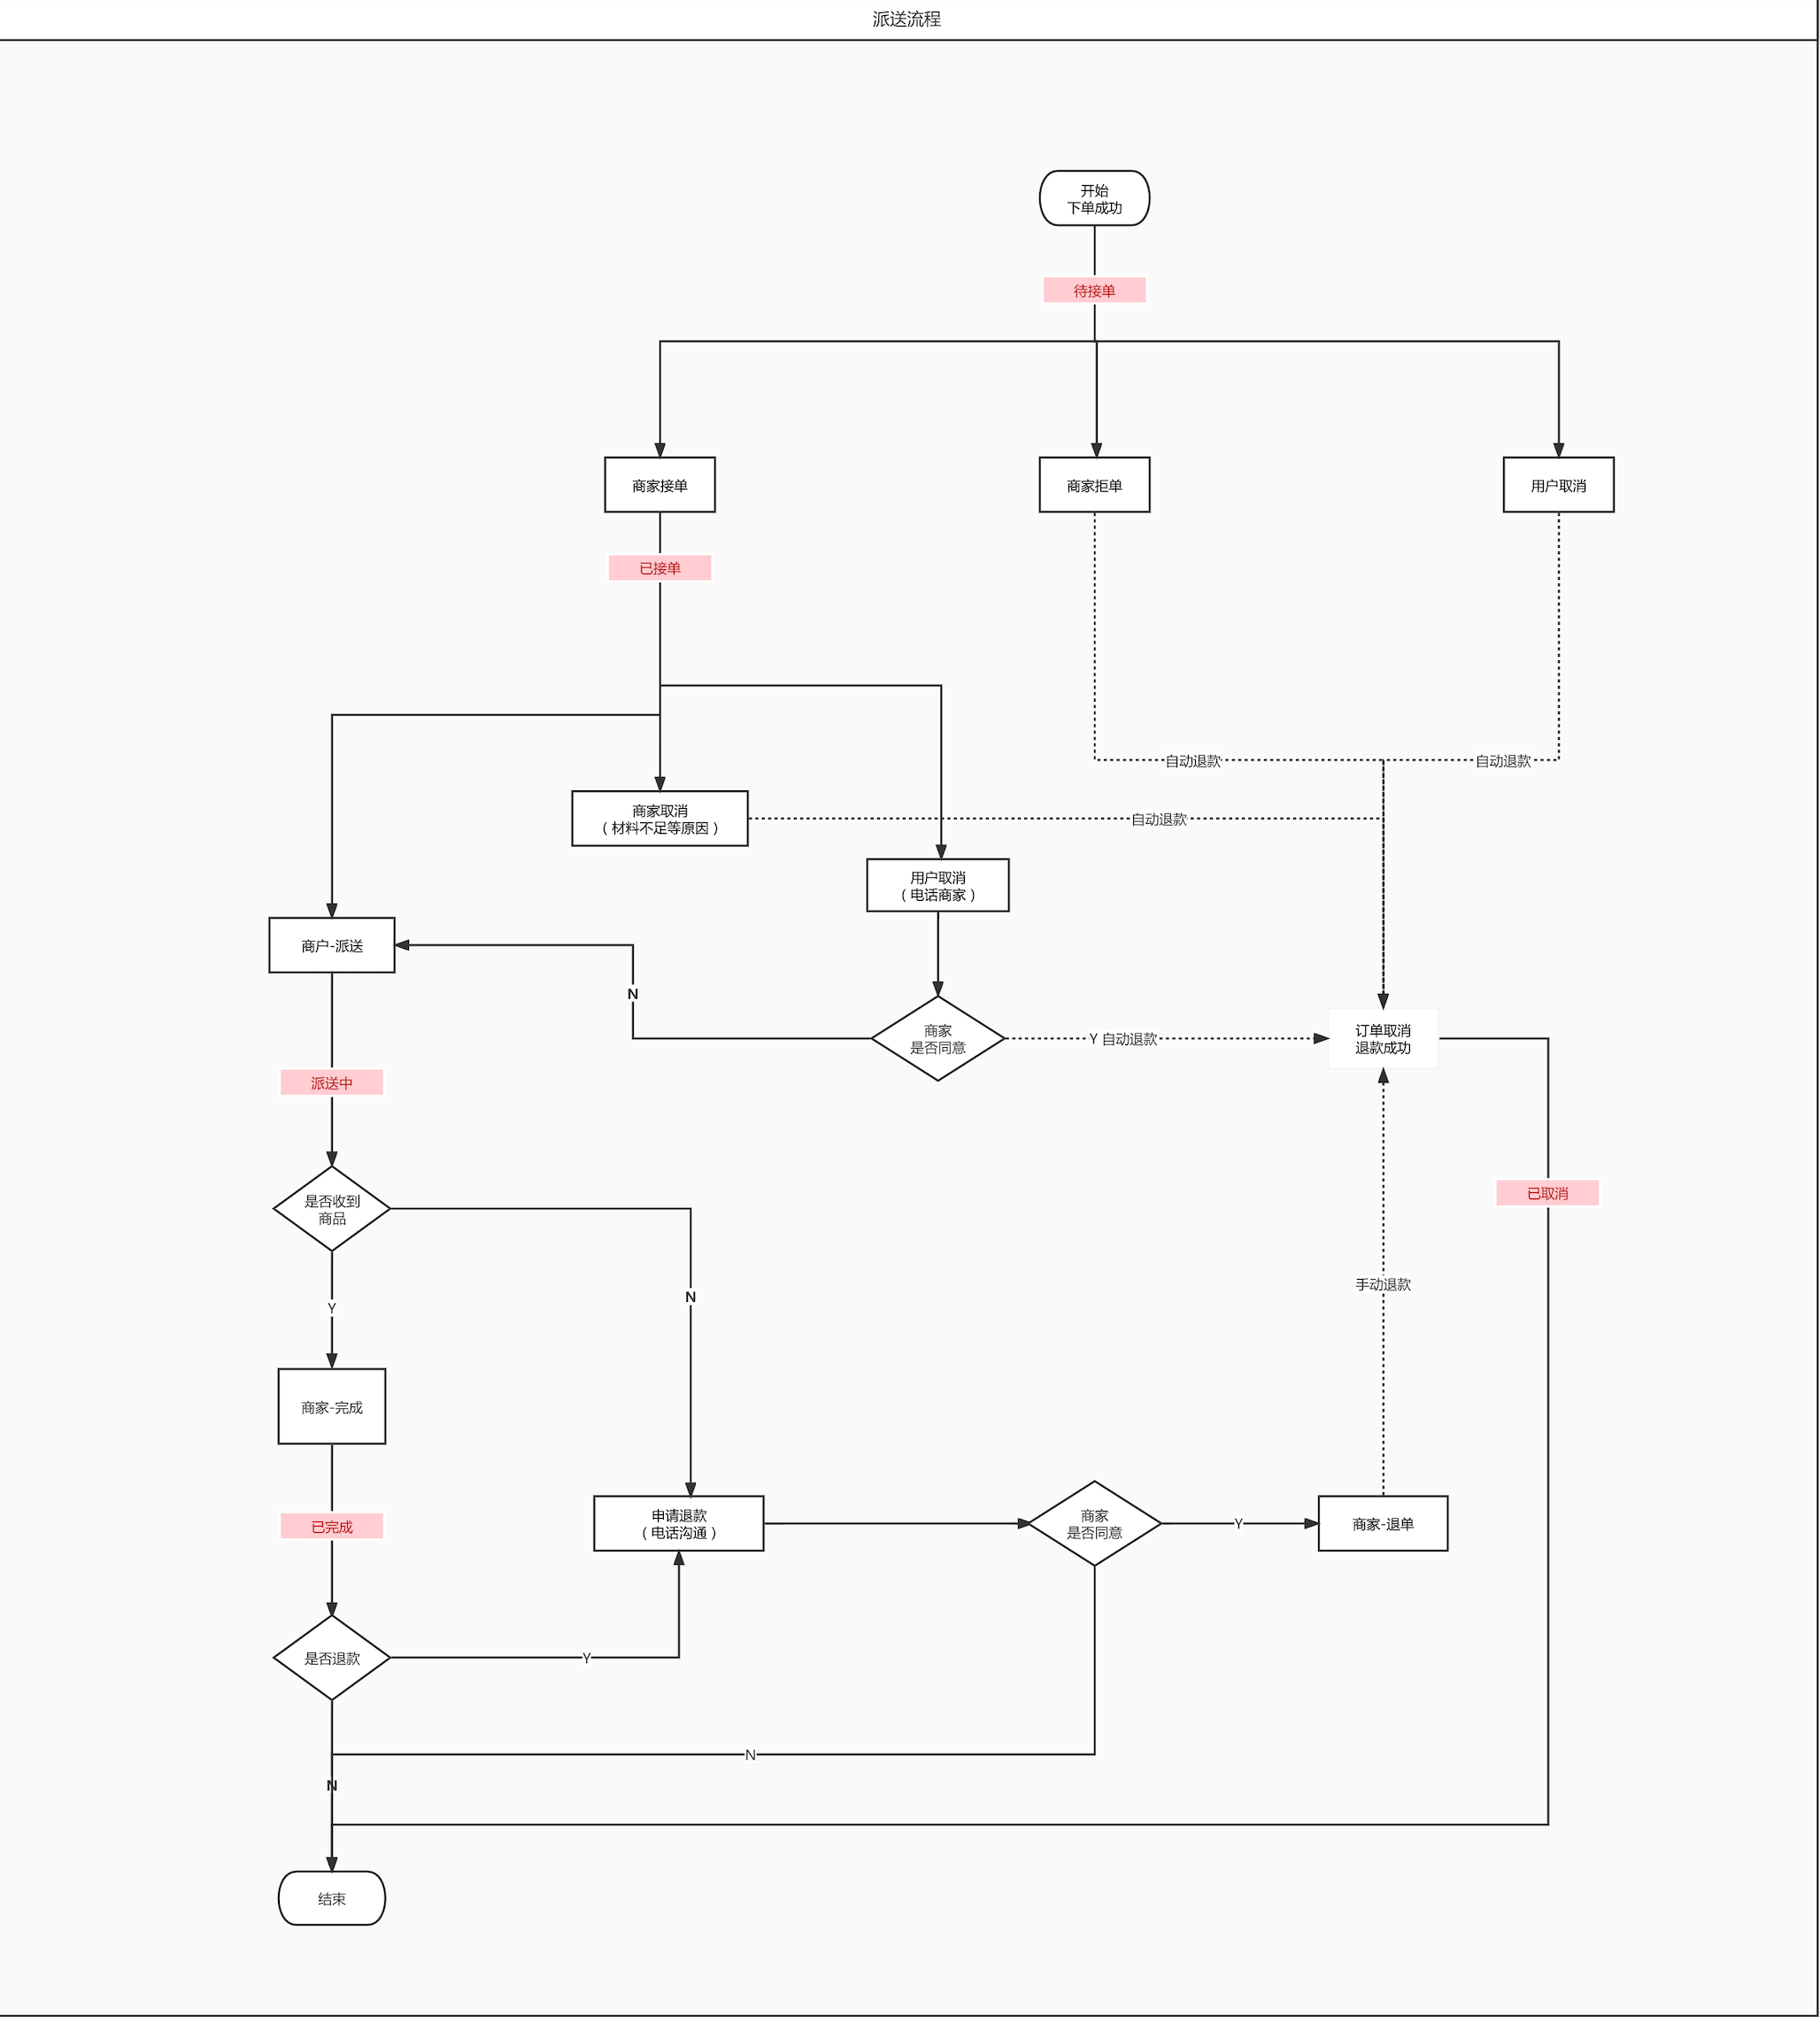 派送流程
开始
下单成功
待接单
商家接单
商家拒单
用户取消
已接单
自动退款
自动退款
商家取消
（材料不足等原因）
自动退款
用户取消
（电话商家）
商户-派送
N
商家
是否同意
Y 自动退款
订单取消
退款成功
派送中
已取消
是否收到
商品
N
手动退款
Y
商家-完成
申请退款
（电话沟通）
商家
是否同意
Y
商家-退单
已完成
是否退款
Y
N
N
结束